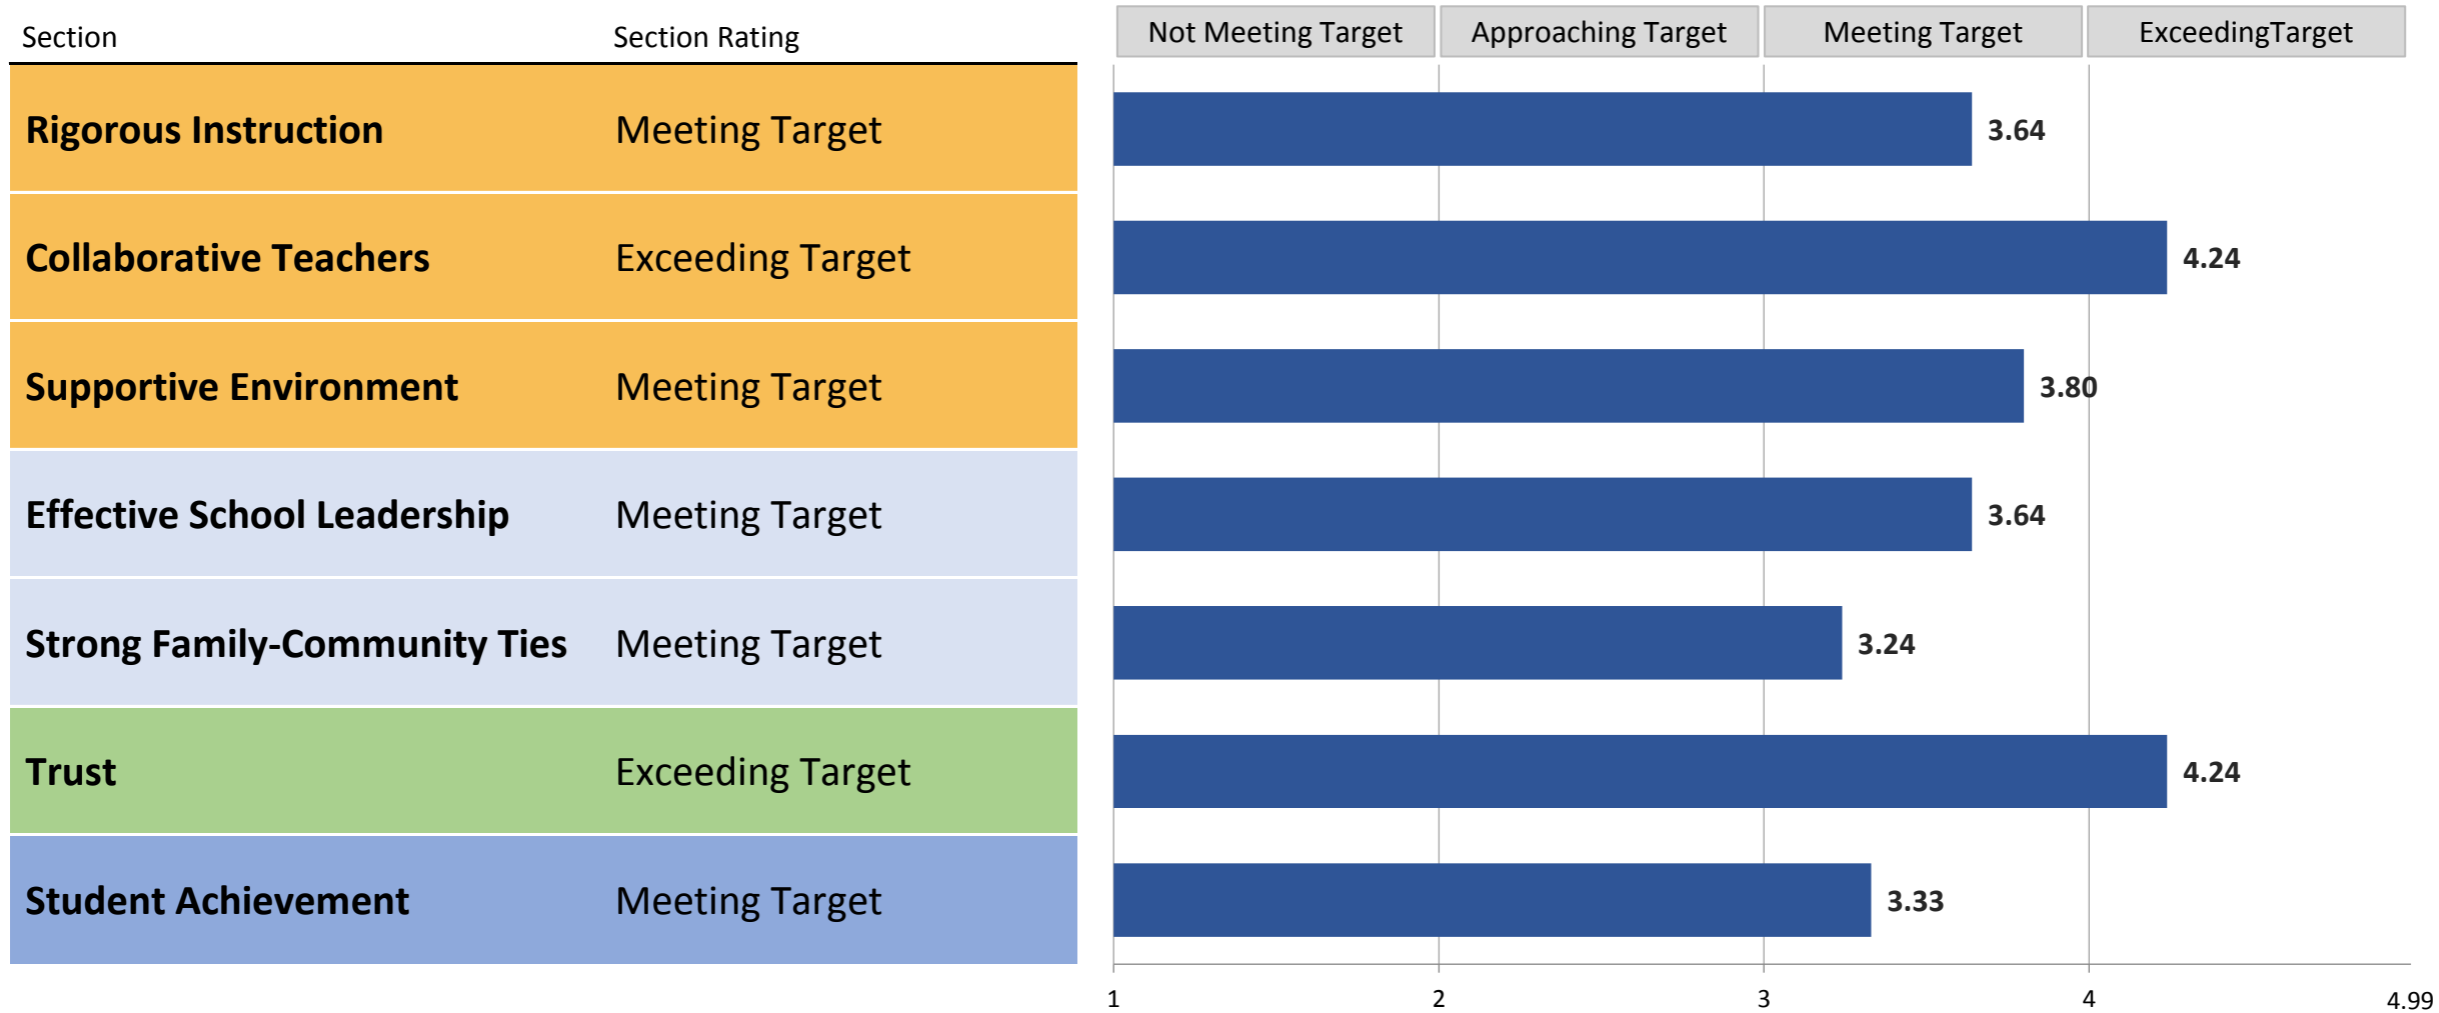 Section Section Rating Not Meeting Target Approaching Target Meeting Target ExceedingTarget
Rigorous Instruction Meeting Target 3.64
Collaborative Teachers Exceeding Target 4.24
Supportive Environment Meeting Target 3.80
Effective School Leadership Meeting Target 3.64
Strong Family-Community Ties Meeting Target 3.24
Trust Exceeding Target 4.24
Student Achievement Meeting Target 3.33
1 2 3 4 4.99